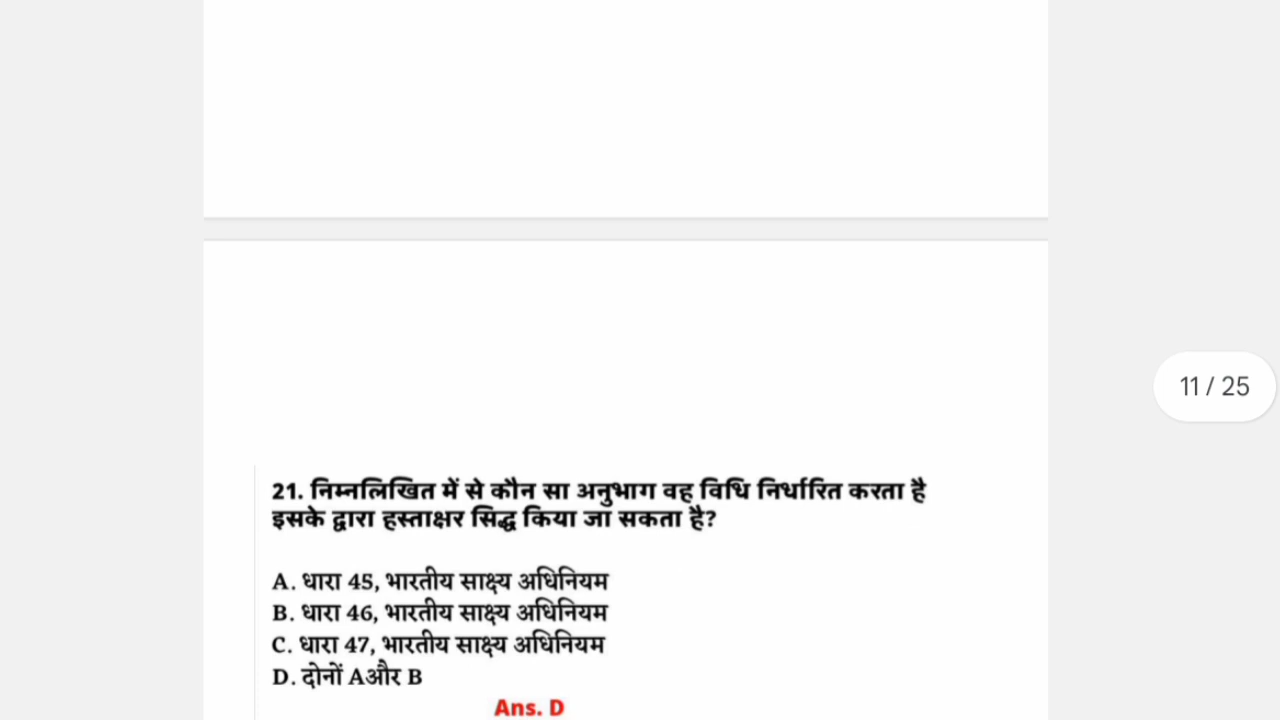 11 / 25
21. निम्नलिखित में से कौन सा अनुभाग वह विधि निर्धारित करता है
इसके द्वारा हस्ताक्षर सिद्ध किया जा सकता है?
A. धारा 45, भारतीय साक्ष्य अधिनियम
B. धारा 46, भारतीय साक्ष्य अधिनियम
C. धारा 47, भारतीय साक्ष्य अधिनियम
D. दोनों Aऔर B
Ans. D